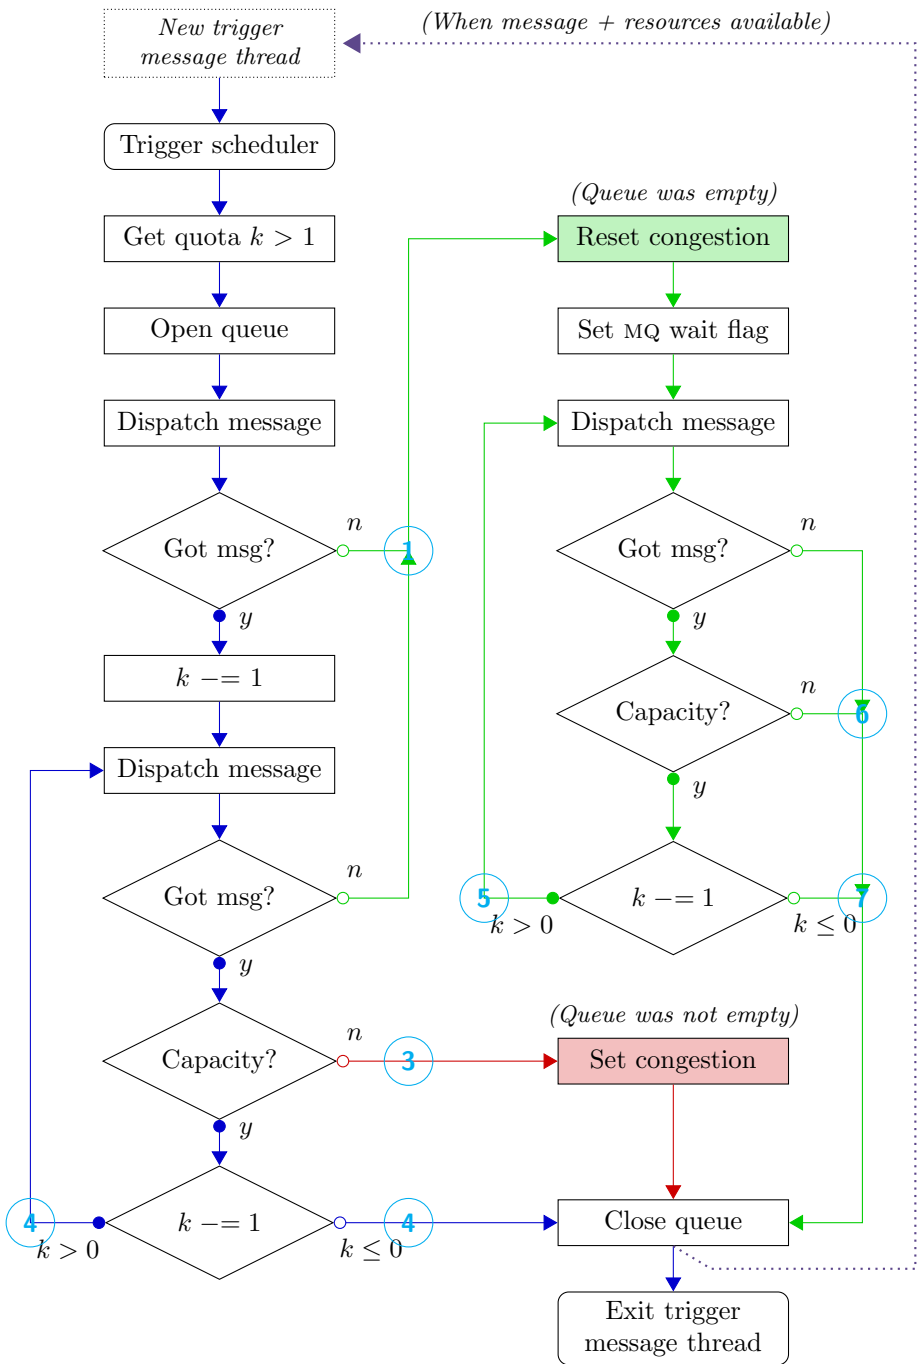 New trigger
message thread
(When message + resources available)
Trigger scheduler
Get quota k > 1
Open queue
Dispatch message
Got msg?
n
1
y
k −= 1
Dispatch message
Got msg?
n
y
Capacity?
n
3
y
k −= 1
4
k > 0
4
k ≤ 0
(Queue was empty)
Reset congestion
Set MQ wait flag
Dispatch message
Got msg?
n
y
Capacity?
n
6
y
k −= 1
5
k > 0
7
k ≤ 0
(Queue was not empty)
Set congestion
Close queue
Exit trigger
message thread